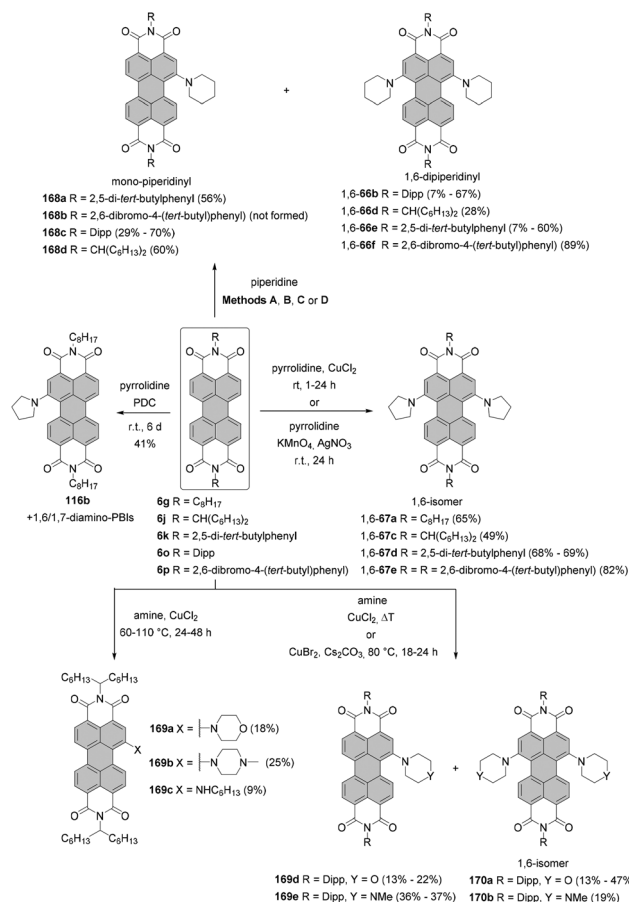 R
R
O
N
O
O
N
O
N
N
N
+
O
N
O
O
N
O
R
R
mono-piperidinyl
1,6-dipiperidinyl
168a R = 2,5-di-tert-butylphenyl (56%)
168b R = 2,6-dibromo-4-(tert-butyl)phenyl) (not formed)
168c R = Dipp (29% - 70%)
168d R = CH(C6H13)2 (60%)
1,6-66b R = Dipp (7% - 67%)
1,6-66d R = CH(C6H13)2 (28%)
1,6-66e R = 2,5-di-tert-butylphenyl (7% - 60%)
1,6-66f R = 2,6-dibromo-4-(tert-butyl)phenyl (89%)
piperidine
Methods A, B, C or D
C8H17
O
N
O
N
O
N
O
C8H17
116b
+1,6/1,7-diamino-PBIs
pyrrolidine
PDC
r.t., 6 d
41%
R
O
N
O
O
N
O
R
6g R = C8H17
6j R = CH(C6H13)2
6k R = 2,5-di-tert-butylphenyl
6o R = Dipp
6p R = 2,6-dibromo-4-(tert-butyl)phenyl)
pyrrolidine, CuCl2
rt, 1-24 h
or
pyrrolidine
KMnO4, AgNO3
r.t., 24 h
R
O
N
O
N
N
O
N
O
R
1,6-isomer
1,6-67a R = C8H17 (65%)
1,6-67c R = CH(C6H13)2 (49%)
1,6-67d R = 2,5-di-tert-butylphenyl (68% - 69%)
1,6-67e R = R = 2,6-dibromo-4-(tert-butyl)phenyl) (82%)
amine, CuCl2
60-110 °C, 24-48 h
amine
CuCl2, ΔT
or
CuBr2, Cs2CO3, 80 °C, 18-24 h
C6H13
C6H13
O
N
O
X
O
N
O
C6H13
C6H13
169a X = N O (18%)
169b X = N N (25%)
169c X = NHC6H13 (9%)
R
R
O
N
O
O
N
O
N
Y
+
Y
N
N
Y
O
N
O
O
N
O
R
R
1,6-isomer
169d R = Dipp, Y = O (13% - 22%)
169e R = Dipp, Y = NMe (36% - 37%)
170a R = Dipp, Y = O (13% - 47%)
170b R = Dipp, Y = NMe (19%)